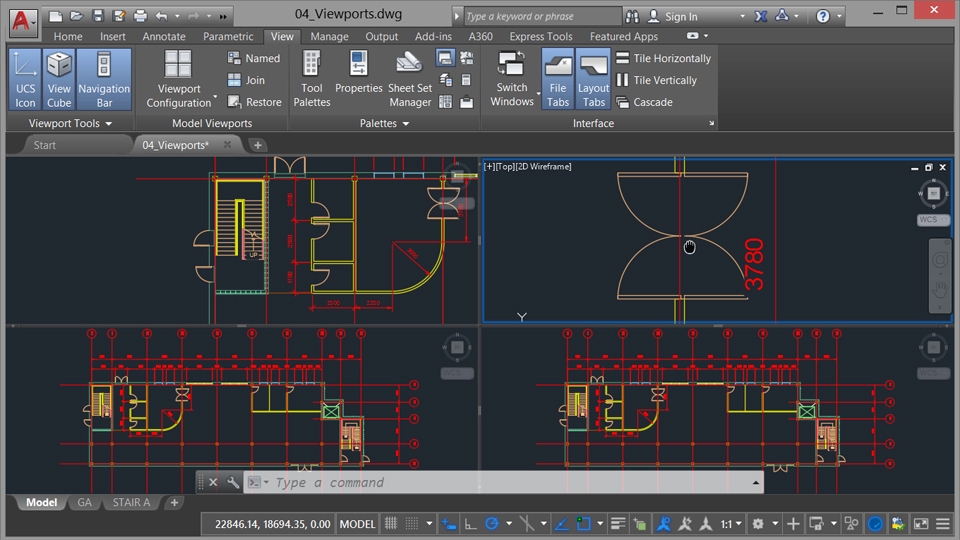 04_Viewports.dwg
Type a keyword or phrase
Sign In
Home
Insert
Annotate
Parametric
View
Manage
Output
Add-ins
A360
Express Tools
Featured Apps
UCS Icon
View Cube
Navigation Bar
Viewport Configuration
Named
Join
Restore
Tool Palettes
Properties
Sheet Set Manager
Switch Windows
File Tabs
Layout Tabs
Tile Horizontally
Tile Vertically
Cascade
Viewport Tools
Model Viewports
Palettes
Interface
Start
04_Viewports*
[+][Top][2D Wireframe]
WCS
3780
UP
Y
Type a command
Model
GA
STAIR A
22846.14, 18694.35, 0.00
MODEL
1:1